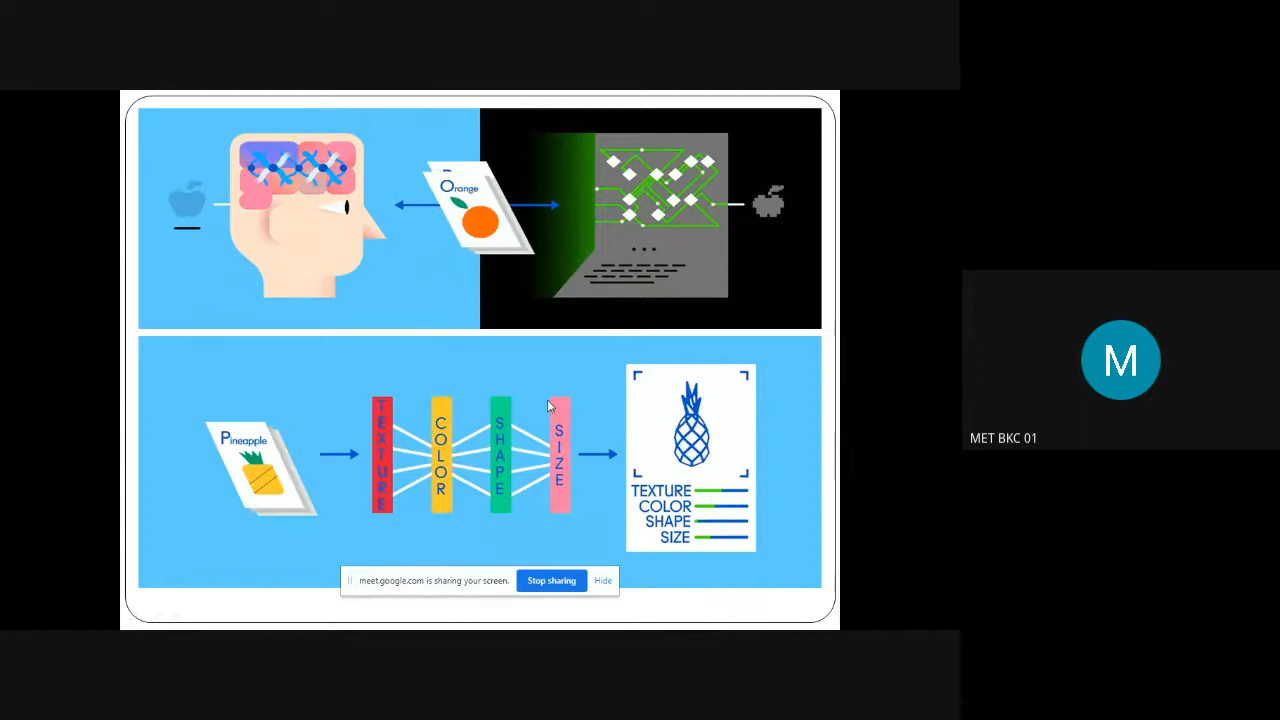 Orange
Pineapple
TEXTURE
COLOR
SHAPE
SIZE
TEXTURE
COLOR
SHAPE
SIZE
meet.google.com is sharing your screen.
Stop sharing
Hide
M
MET BKC 01